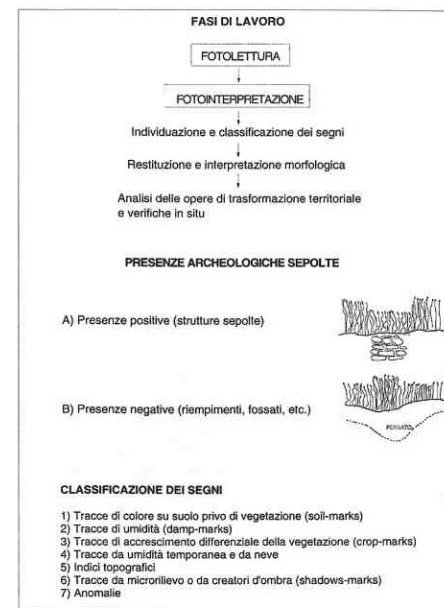 FASI DI LAVORO
FOTOLETTURA
FOTOINTERPRETAZIONE
Individuazione e classificazione dei segni
Restituzione e interpretazione morfologica
Analisi delle opere di trasformazione territoriale
e verifiche in situ
PRESENZE ARCHEOLOGICHE SEPOLTE
A) Presenze positive (strutture sepolte)
B) Presenze negative (riempimenti, fossati, etc.)
FOSSATO
CLASSIFICAZIONE DEI SEGNI
1) Tracce di colore su suolo privo di vegetazione (soil-marks)
2) Tracce di umidità (damp-marks)
3) Tracce di accrescimento differenziale della vegetazione (crop-marks)
4) Tracce da umidità temporanea e da neve
5) Indici topografici
6) Tracce da microrilievo o da creatori d'ombra (shadows-marks)
7) Anomalie